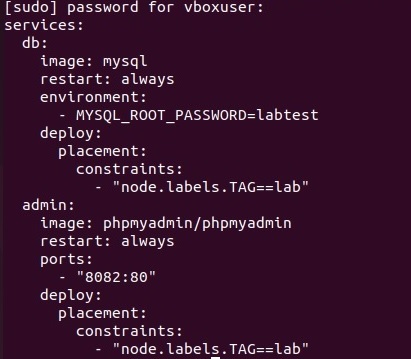 [sudo] password for vboxuser:
services:
  db:
    image: mysql
    restart: always
    environment:
      - MYSQL_ROOT_PASSWORD=labtest
    deploy:
      placement:
        constraints:
          - "node.labels.TAG==lab"
  admin:
    image: phpmyadmin/phpmyadmin
    restart: always
    ports:
      - "8082:80"
    deploy:
      placement:
        constraints:
          - "node.labels.TAG==lab"